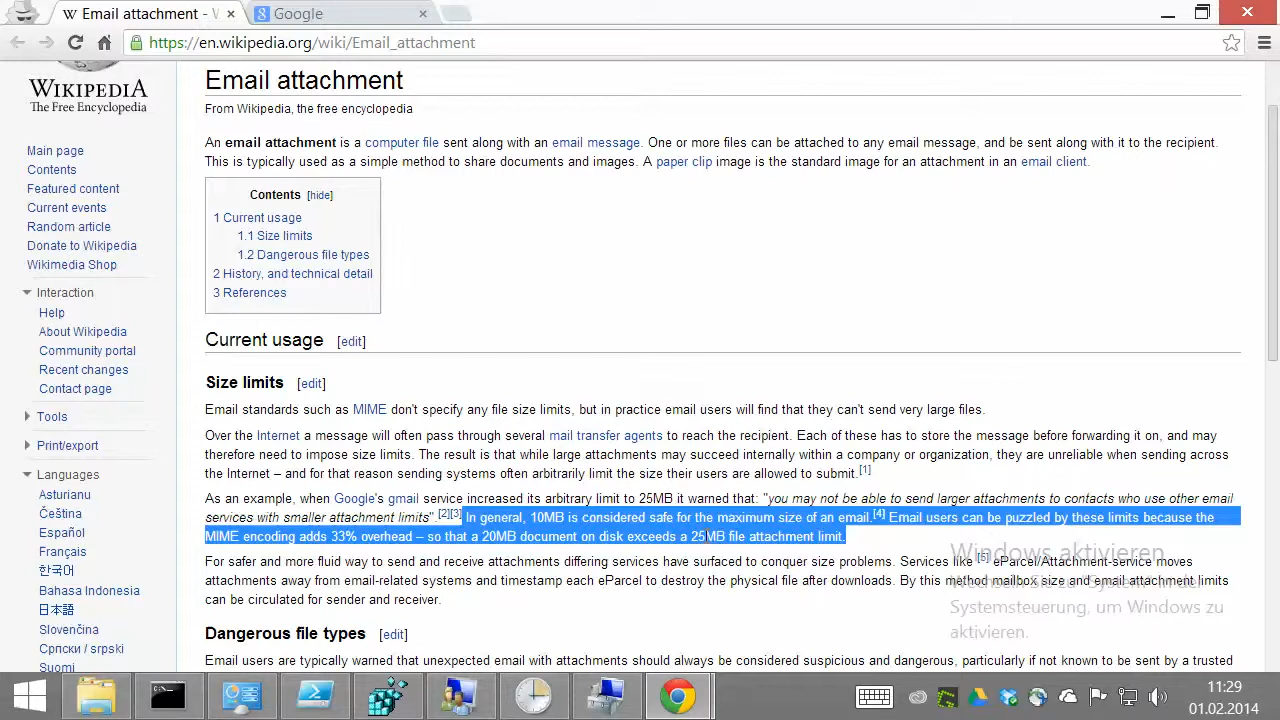 Email attachment - W
Google
https://en.wikipedia.org/wiki/Email_attachment
WIKIPEDIA
The Free Encyclopedia
Main page
Contents
Featured content
Current events
Random article
Donate to Wikipedia
Wikimedia Shop
Interaction
Help
About Wikipedia
Community portal
Recent changes
Contact page
Tools
Print/export
Languages
Asturianu
Čeština
Español
Français
한국어
Bahasa Indonesia
日本語
Slovenčina
Српски / srpski
Suomi
Email attachment
From Wikipedia, the free encyclopedia
An email attachment is a computer file sent along with an email message. One or more files can be attached to any email message, and be sent along with it to the recipient.
This is typically used as a simple method to share documents and images. A paper clip image is the standard image for an attachment in an email client.
Contents [hide]
1 Current usage
1.1 Size limits
1.2 Dangerous file types
2 History, and technical detail
3 References
Current usage [edit]
Size limits [edit]
Email standards such as MIME don't specify any file size limits, but in practice email users will find that they can't send very large files.
Over the Internet a message will often pass through several mail transfer agents to reach the recipient. Each of these has to store the message before forwarding it on, and may
therefore need to impose size limits. The result is that while large attachments may succeed internally within a company or organization, they are unreliable when sending across
the Internet – and for that reason sending systems often arbitrarily limit the size their users are allowed to submit.[1]
As an example, when Google's gmail service increased its arbitrary limit to 25MB it warned that: "you may not be able to send larger attachments to contacts who use other email
services with smaller attachment limits".[2][3] In general, 10MB is considered safe for the maximum size of an email.[4] Email users can be puzzled by these limits because the
MIME encoding adds 33% overhead – so that a 20MB document on disk exceeds a 25MB file attachment limit.
For safer and more fluid way to send and receive attachments differing services have surfaced to conquer size problems. Services like [5] eParcel/Attachment-service moves
attachments away from email-related systems and timestamp each eParcel to destroy the physical file after downloads. By this method mailbox size and email attachment limits
can be circulated for sender and receiver.
Dangerous file types [edit]
Email users are typically warned that unexpected email with attachments should always be considered suspicious and dangerous, particularly if not known to be sent by a trusted
Windows aktivieren
Wechseln Sie zu System in der
Systemsteuerung, um Windows zu
aktivieren.
11:29
01.02.2014